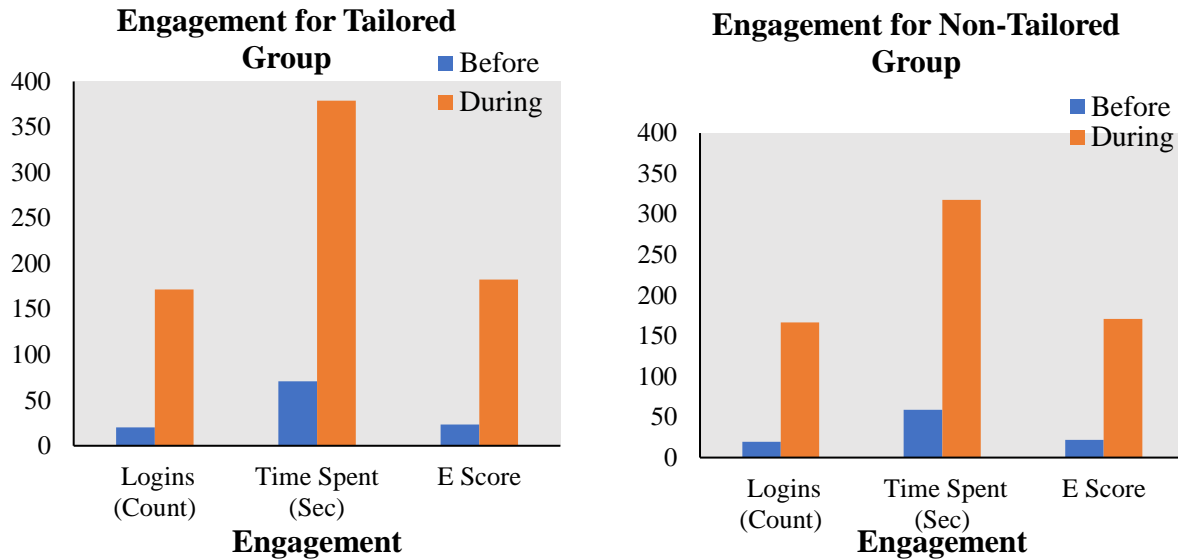 Engagement for Tailored
Group
Before
During
400
350
300
250
200
150
100
50
0
Logins
(Count)
Time Spent
(Sec)
E Score
Engagement
Engagement for Non-Tailored
Group
Before
During
400
350
300
250
200
150
100
50
0
Logins
(Count)
Time Spent
(Sec)
E Score
Engagement